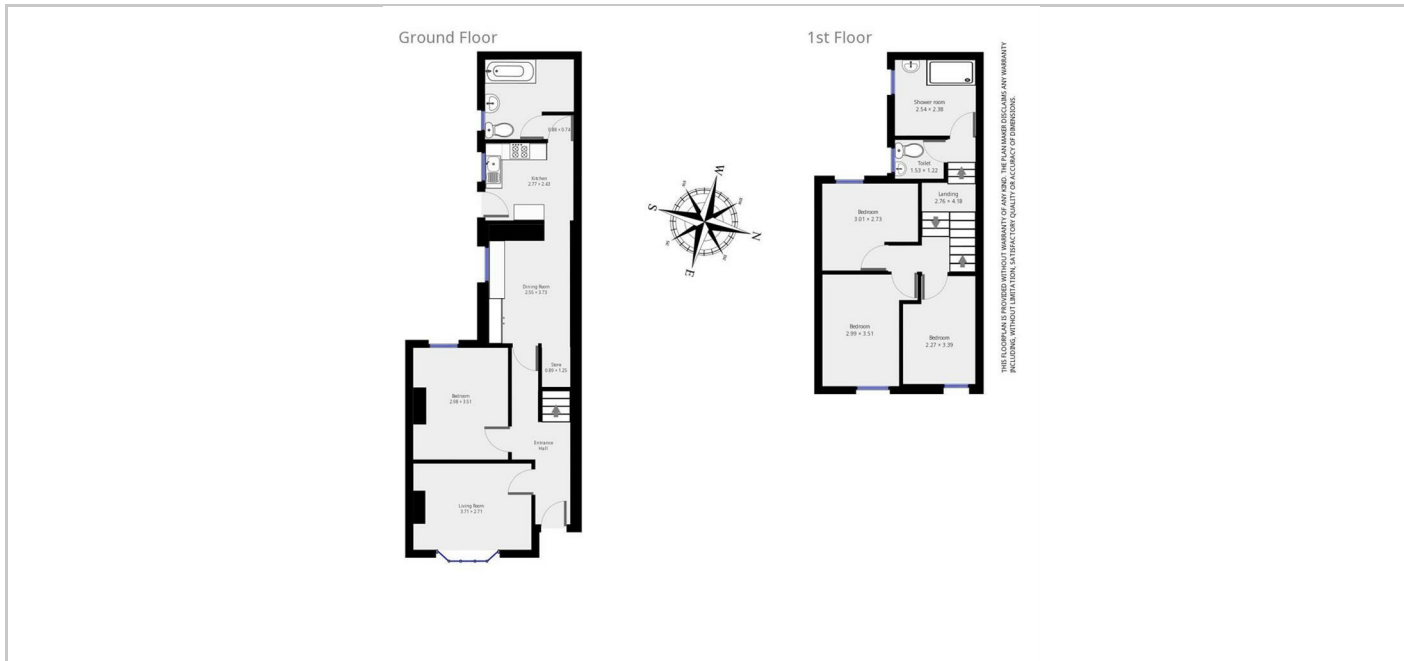 Ground Floor
0.88 × 0.74
Kitchen
2.77 × 2.43
Dining Room
2.55 × 3.73
Store
0.89 × 1.25
Bedroom
2.98 × 3.51
Entrance
Hall
Living Room
3.71 × 2.71
W
N
E
S
1st Floor
Shower room
2.54 × 2.38
Toilet
1.53 × 1.22
Landing
2.76 × 4.18
Bedroom
3.01 × 2.73
Bedroom
2.99 × 3.51
Bedroom
2.27 × 3.39
THIS FLOORPLAN IS PROVIDED WITHOUT WARRANTY OF ANY KIND. THE PLAN MAKER DISCLAIMS ANY WARRANTY
INCLUDING, WITHOUT LIMITATION, SATISFACTORY QUALITY OR ACCURACY OF DIMENSIONS.